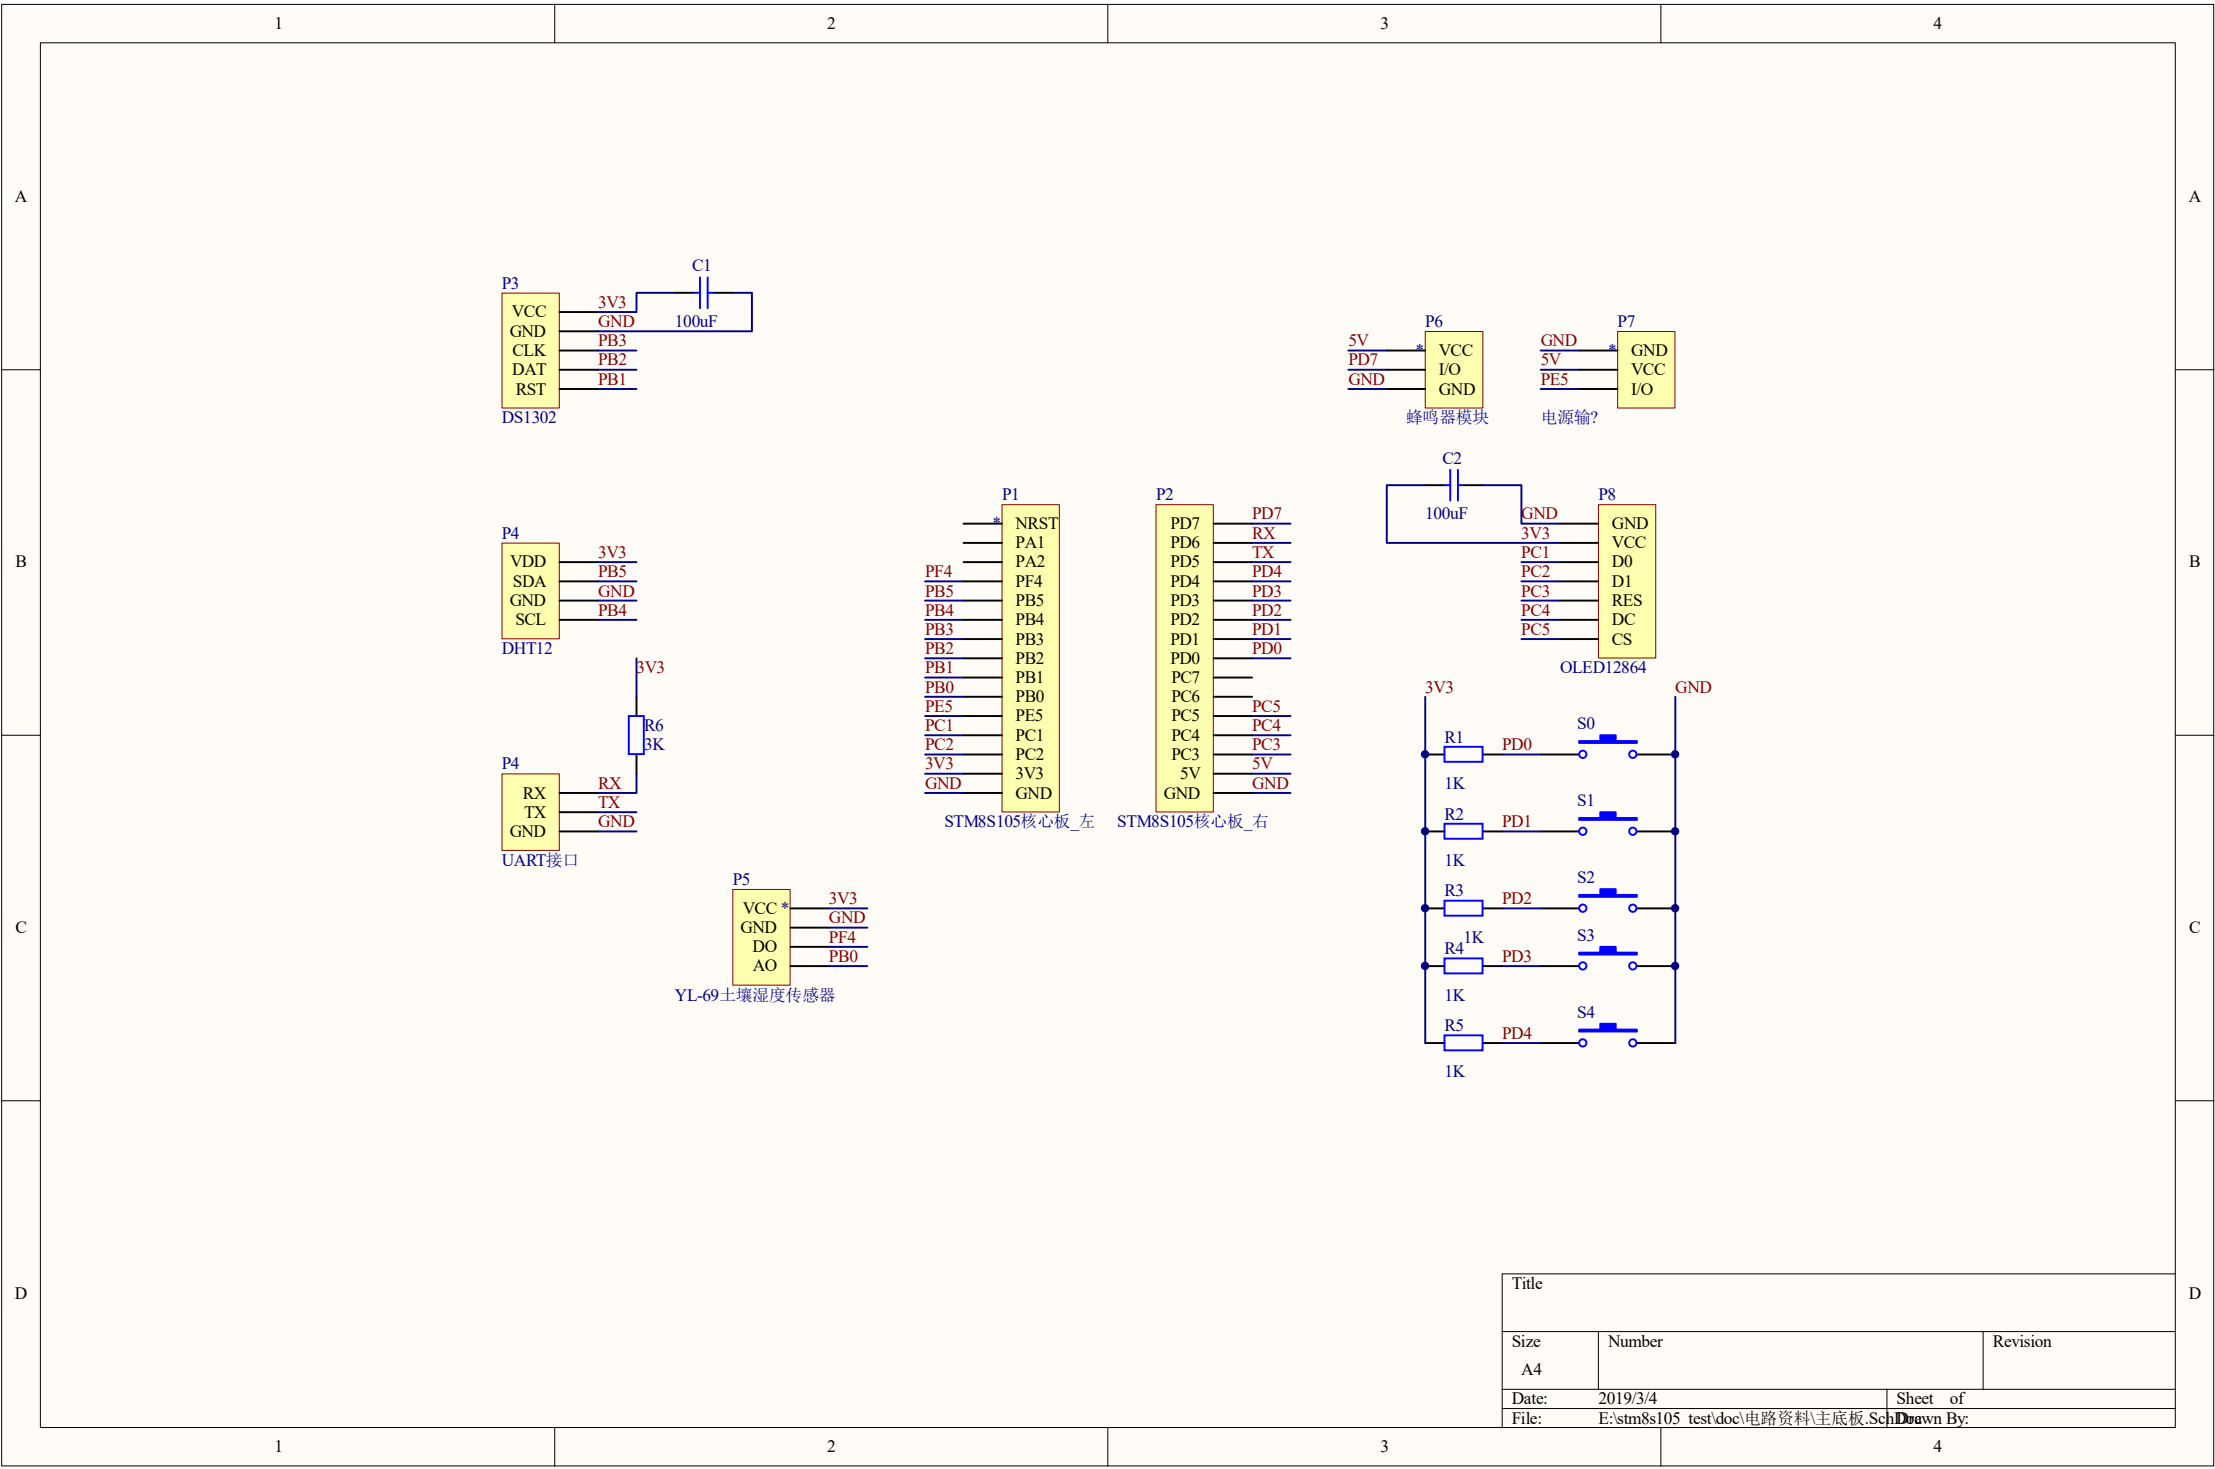 1 2 3 4
A A
C1
P3
VCC 3V3
100uF
GND GND
CLK PB3
DAT PB2
RST PB1
DS1302
P6
5V * VCC
PD7 I/O
GND GND
蜂鸣器模块
P7
GND * GND
5V VCC
PE5 I/O
电源输?
B B
P4
VDD 3V3
SDA PB5
GND GND
SCL PB4
DHT12
3V3
R6
3K
P4
RX RX
TX TX
GND GND
UART接口
P1
* NRST
PA1
PA2
PF4 PF4
PB5 PB5
PB4 PB4
PB3 PB3
PB2 PB2
PB1 PB1
PB0 PB0
PE5 PE5
PC1 PC1
PC2 PC2
3V3 3V3
GND GND
STM8S105核心板_左
P2
PD7 PD7
PD6 RX
PD5 TX
PD4 PD4
PD3 PD3
PD2 PD2
PD1 PD1
PD0 PD0
PC7
PC6
PC5 PC5
PC4 PC4
PC3 PC3
5V 5V
GND GND
STM8S105核心板_右
C2
100uF
P8
GND GND
3V3 VCC
PC1 D0
PC2 D1
PC3 RES
PC4 DC
PC5 CS
OLED12864
3V3 GND
R1 PD0 S0
1K
R2 PD1 S1
1K
R3 PD2 S2
1K
R4 PD3 S3
1K
R5 PD4 S4
1K
C C
P5
VCC * 3V3
GND GND
DO PF4
AO PB0
YL-69土壤湿度传感器
D D
Title
Size Number Revision
A4
Date: 2019/3/4 Sheet of
File: E:\stm8s105_test\doc\电路资料\主底板.SchDoc Drawn By:
1 2 3 4